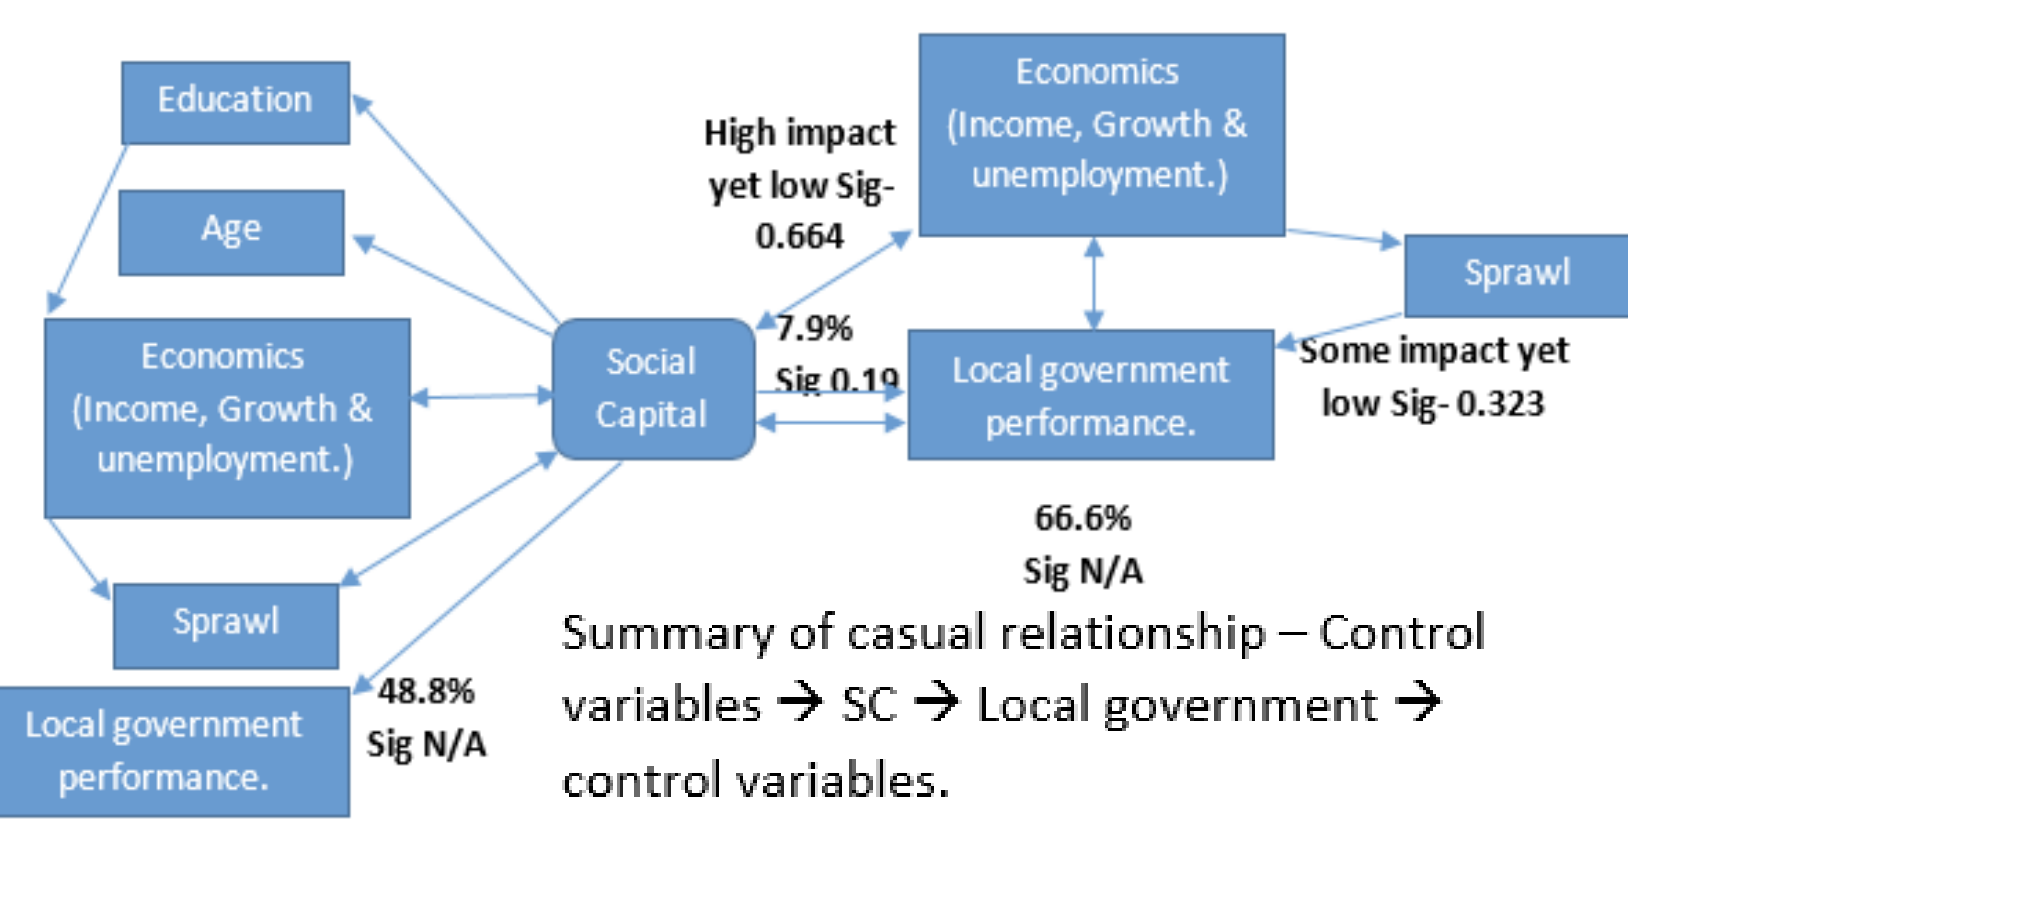 Education
Age
Economics
(Income, Growth &
unemployment.)
Sprawl
Local government
performance.
48.8%
Sig N/A
Social
Capital
High impact
yet low Sig-
0.664
7.9%
Sig 0.19
Economics
(Income, Growth &
unemployment.)
Local government
performance.
Sprawl
Some impact yet
low Sig- 0.323
66.6%
Sig N/A
Summary of casual relationship – Control
variables → SC → Local government →
control variables.